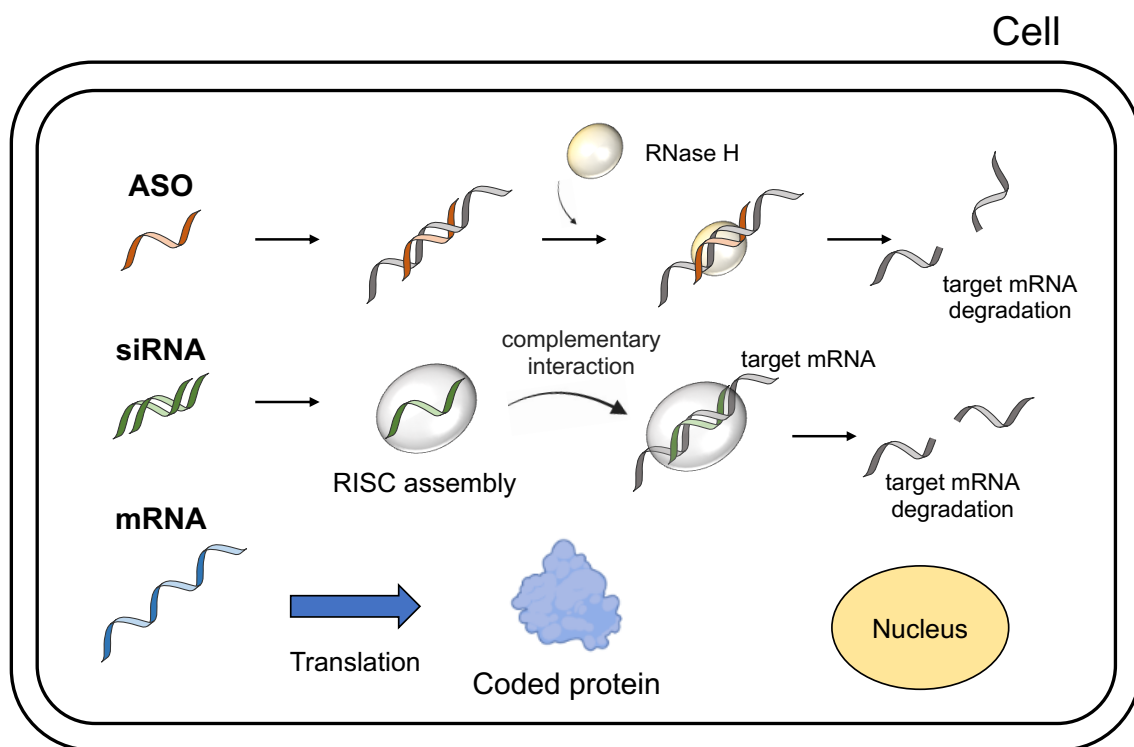 Cell
ASO
RNase H
target mRNA
degradation
siRNA
RISC assembly
complementary
interaction
target mRNA
target mRNA
degradation
mRNA
Translation
Coded protein
Nucleus